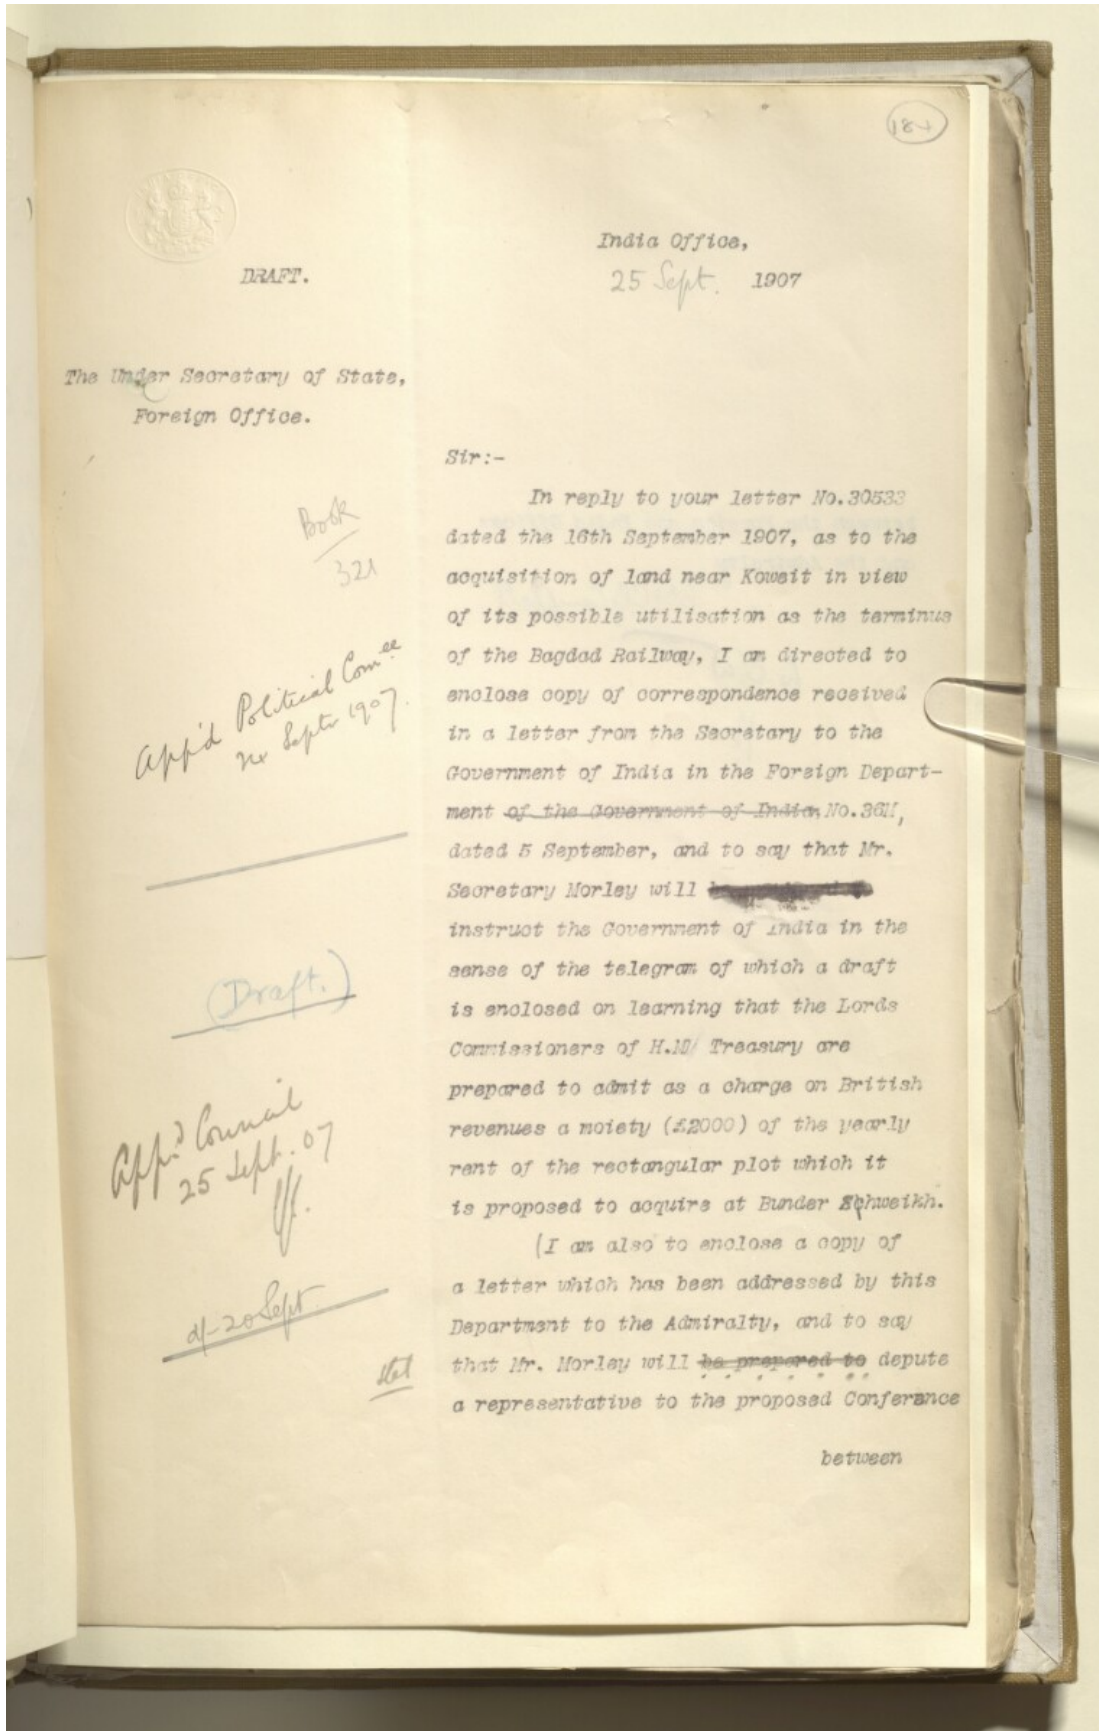 India Office,
DRAFT.
25 Sept. 1907
The Under Secretary of State,
Foreign Office.
Sir:-
In reply to your letter No.30533
dated the 16th September 1907, as to the
acquisition of land near Koweit in view
of its possible utilisation as the terminus
of the Bagdad Railway, I am directed to
enclose copy of correspondence received
in a letter from the Secretary to the
Government of India in the Foreign Depart-
ment of the Government of India, No.36M,
dated 5 September, and to say that Mr.
Secretary Morley will
instruct the Government of India in the
sense of the telegram of which a draft
is enclosed on learning that the Lords
Commissioners of H.M. Treasury are
prepared to admit as a charge on British
revenues a moiety (£2000) of the yearly
rent of the rectangular plot which it
is proposed to acquire at Bunder Schweikh.
(I am also to enclose a copy of
a letter which has been addressed by this
Department to the Admiralty, and to say
that Mr. Morley will be prepared to depute
a representative to the proposed Conference
between
Book
321
App'd Political Com^ee
Sept 1907.
(Draft.)
App^d Council
25 Sept. 07
20 Sept.
stet